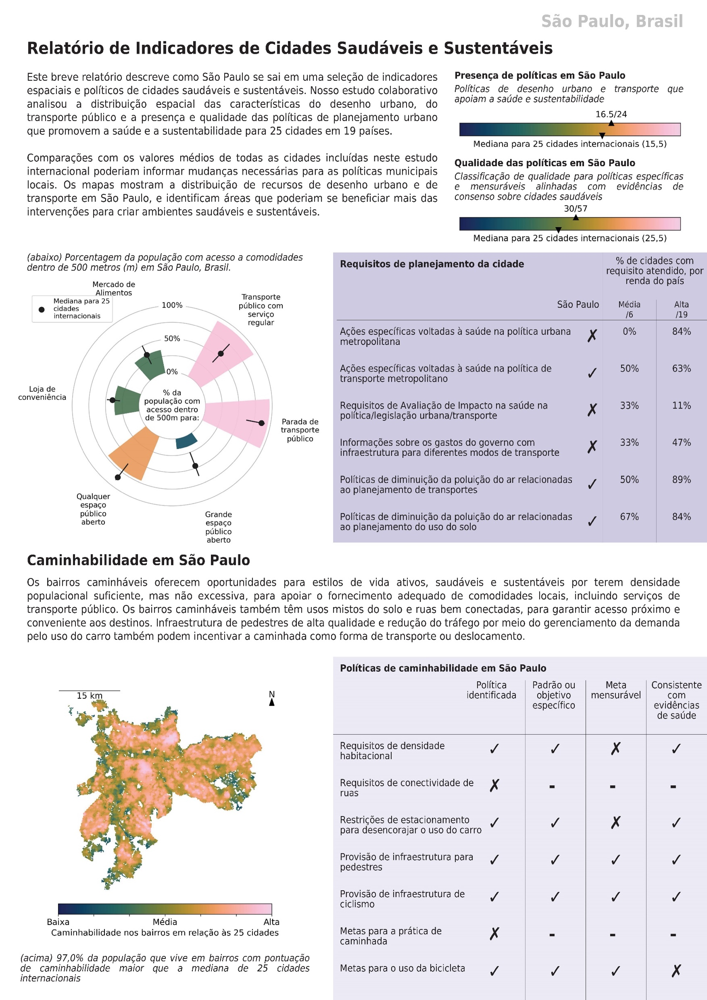 São Paulo, Brasil
Relatório de Indicadores de Cidades Saudáveis e Sustentáveis
Este breve relatório descreve como São Paulo se sai em uma seleção de indicadores
espaciais e políticos de cidades saudáveis e sustentáveis. Nosso estudo colaborativo
analisou a distribuição espacial das características do desenho urbano, do
transporte público e a presença e qualidade das políticas de planejamento urbano
que promovem a saúde e a sustentabilidade para 25 cidades em 19 países.
Comparações com os valores médios de todas as cidades incluídas neste estudo
internacional poderiam informar mudanças necessárias para as políticas municipais
locais. Os mapas mostram a distribuição de recursos de desenho urbano e de
transporte em São Paulo, e identificam áreas que poderiam se beneficiar mais das
intervenções para criar ambientes saudáveis e sustentáveis.
Presença de políticas em São Paulo
Políticas de desenho urbano e transporte que
apoiam a saúde e sustentabilidade
16.5/24
Mediana para 25 cidades internacionais (15,5)
Qualidade das políticas em São Paulo
Classificação de qualidade para políticas específicas
e mensuráveis alinhadas com evidências de
consenso sobre cidades saudáveis
30/57
Mediana para 25 cidades internacionais (25,5)
(abaixo) Porcentagem da população com acesso a comodidades
dentro de 500 metros (m) em São Paulo, Brasil.
Mercado de
Alimentos
Mediana para 25
cidades
internacionais
Transporte
público com
serviço
regular
100%
50%
0%
Loja de
conveniência
% da
população com
acesso dentro
de 500m para:
Parada de
transporte
público
Qualquer
espaço
público
aberto
Grande
espaço
público
aberto
Requisitos de planejamento da cidade
% de cidades com
requisito atendido, por
renda do país
São Paulo Média Alta
/6 /19
Ações específicas voltadas à saúde na política urbana
metropolitana
✗ 0% 84%
Ações específicas voltadas à saúde na política de
transporte metropolitano
✓ 50% 63%
Requisitos de Avaliação de Impacto na saúde na
política/legislação urbana/transporte
✗ 33% 11%
Informações sobre os gastos do governo com
infraestrutura para diferentes modos de transporte
✗ 33% 47%
Políticas de diminuição da poluição do ar relacionadas
ao planejamento de transportes
✓ 50% 89%
Políticas de diminuição da poluição do ar relacionadas
ao planejamento do uso do solo
✓ 67% 84%
Caminhabilidade em São Paulo
Os bairros caminháveis oferecem oportunidades para estilos de vida ativos, saudáveis e sustentáveis por terem densidade
populacional suficiente, mas não excessiva, para apoiar o fornecimento adequado de comodidades locais, incluindo serviços de
transporte público. Os bairros caminháveis também têm usos mistos do solo e ruas bem conectadas, para garantir acesso próximo e
conveniente aos destinos. Infraestrutura de pedestres de alta qualidade e redução do tráfego por meio do gerenciamento da demanda
pelo uso do carro também podem incentivar a caminhada como forma de transporte ou deslocamento.
15 km
N
Baixa Média Alta
Caminhabilidade nos bairros em relação às 25 cidades
(acima) 97,0% da população que vive em bairros com pontuação
de caminhabilidade maior que a mediana de 25 cidades
internacionais
Políticas de caminhabilidade em São Paulo
Política
identificada
Padrão ou
objetivo
específico
Meta
mensurável
Consistente
com
evidências
de saúde
Requisitos de densidade
habitacional
✓ ✓ ✗ ✓
Requisitos de conectividade de
ruas
✗ - - -
Restrições de estacionamento
para desencorajar o uso do carro
✓ ✓ ✗ ✓
Provisão de infraestrutura para
pedestres
✓ ✓ ✓ ✓
Provisão de infraestrutura de
ciclismo
✓ ✓ ✓ ✓
Metas para a prática de
caminhada
✗ - - -
Metas para o uso da bicicleta
✓ ✓ ✓ ✗